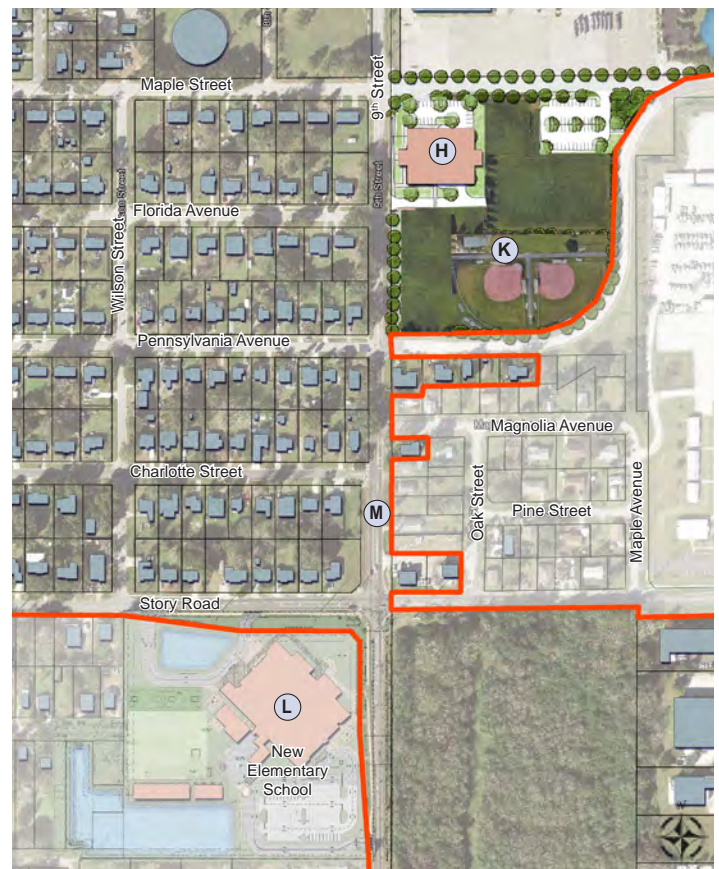 Maple Street
9th Street
H
Florida Avenue
Wilson Street
K
Pennsylvania Avenue
Magnolia Avenue
Charlotte Street
M
Oak Street
Pine Street
Maple Avenue
Story Road
L
New
Elementary
School